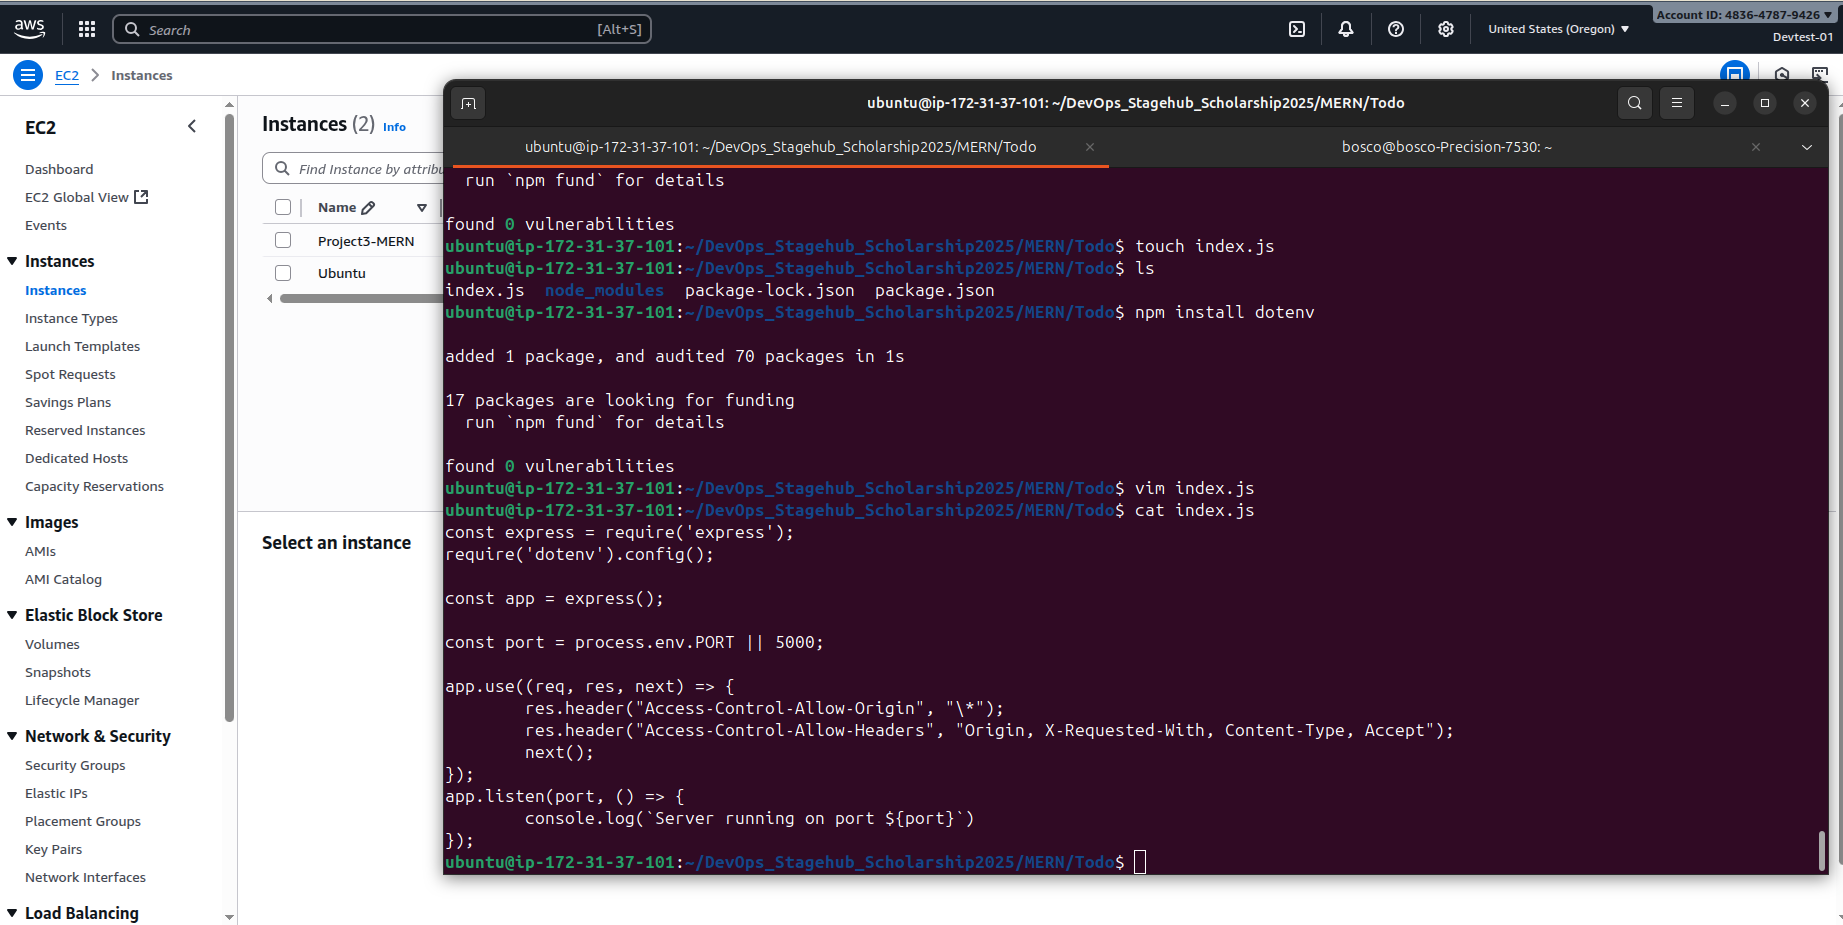 aws
Search
[Alt+S]
United States (Oregon)
Account ID: 4836-4787-9426
Devtest-01
EC2
Instances
EC2
Dashboard
EC2 Global View
Events
Instances
Instances
Instance Types
Launch Templates
Spot Requests
Savings Plans
Reserved Instances
Dedicated Hosts
Capacity Reservations
Images
AMIs
AMI Catalog
Elastic Block Store
Volumes
Snapshots
Lifecycle Manager
Network & Security
Security Groups
Elastic IPs
Placement Groups
Key Pairs
Network Interfaces
Load Balancing
Instances (2) Info
Find Instance by attribu
Name
Project3-MERN
Ubuntu
Select an instance
ubuntu@ip-172-31-37-101: ~/DevOps_Stagehub_Scholarship2025/MERN/Todo
ubuntu@ip-172-31-37-101: ~/DevOps_Stagehub_Scholarship2025/MERN/Todo
bosco@bosco-Precision-7530: ~
run `npm fund` for details
found 0 vulnerabilities
ubuntu@ip-172-31-37-101:~/DevOps_Stagehub_Scholarship2025/MERN/Todo$ touch index.js
ubuntu@ip-172-31-37-101:~/DevOps_Stagehub_Scholarship2025/MERN/Todo$ ls
index.js  node_modules  package-lock.json  package.json
ubuntu@ip-172-31-37-101:~/DevOps_Stagehub_Scholarship2025/MERN/Todo$ npm install dotenv
added 1 package, and audited 70 packages in 1s
17 packages are looking for funding
run `npm fund` for details
found 0 vulnerabilities
ubuntu@ip-172-31-37-101:~/DevOps_Stagehub_Scholarship2025/MERN/Todo$ vim index.js
ubuntu@ip-172-31-37-101:~/DevOps_Stagehub_Scholarship2025/MERN/Todo$ cat index.js
const express = require('express');
require('dotenv').config();
const app = express();
const port = process.env.PORT || 5000;
app.use((req, res, next) => {
res.header("Access-Control-Allow-Origin", "\*");
res.header("Access-Control-Allow-Headers", "Origin, X-Requested-With, Content-Type, Accept");
next();
});
app.listen(port, () => {
console.log(`Server running on port ${port}`)
});
ubuntu@ip-172-31-37-101:~/DevOps_Stagehub_Scholarship2025/MERN/Todo$